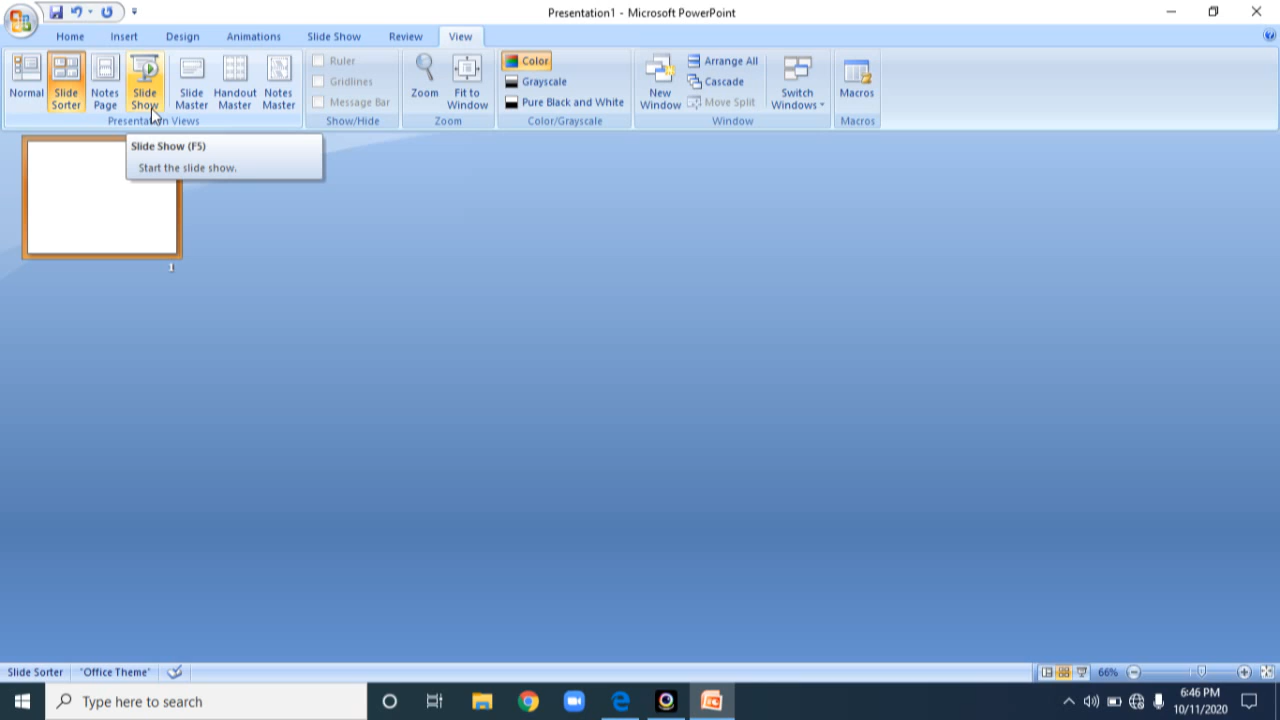 Presentation1 - Microsoft PowerPoint
Home Insert Design Animations Slide Show Review View
Normal Slide Sorter Notes Page Slide Show Slide Master Handout Master Notes Master
Presentation Views
Ruler
Gridlines
Message Bar
Show/Hide
Zoom Fit to Window
Zoom
Color
Grayscale
Pure Black and White
Color/Grayscale
New Window
Arrange All
Cascade
Move Split
Switch Windows
Window
Macros
Macros
Slide Show (F5)
Start the slide show.
1
Slide Sorter "Office Theme" 66%
Type here to search
6:46 PM
10/11/2020